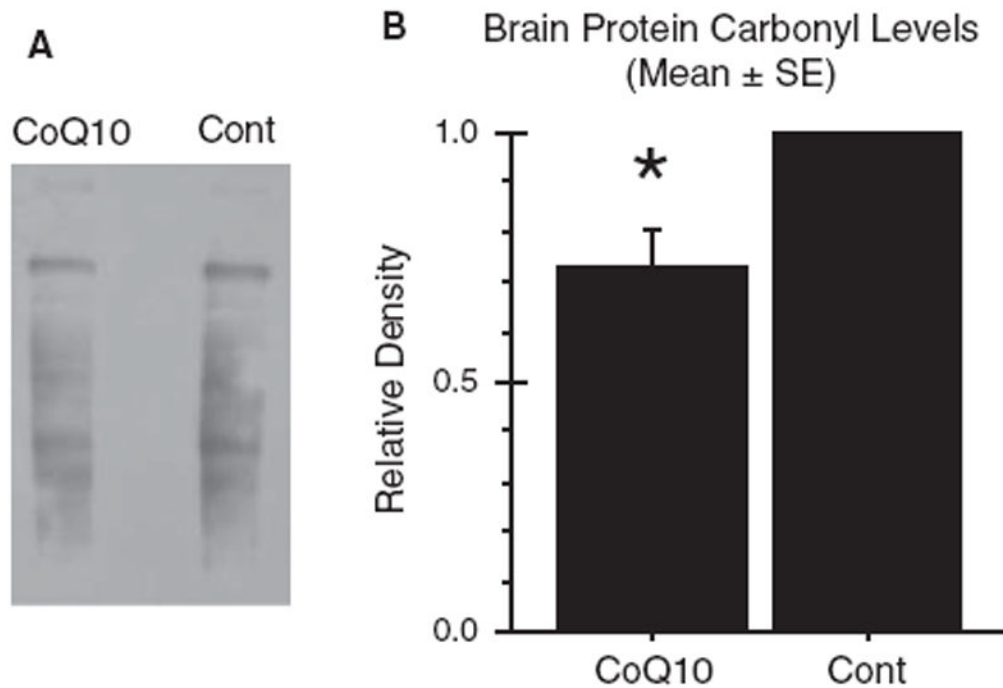 A
CoQ10 Cont
B
Brain Protein Carbonyl Levels
(Mean ± SE)
Relative Density
1.0
0.5
0.0
*
CoQ10 Cont